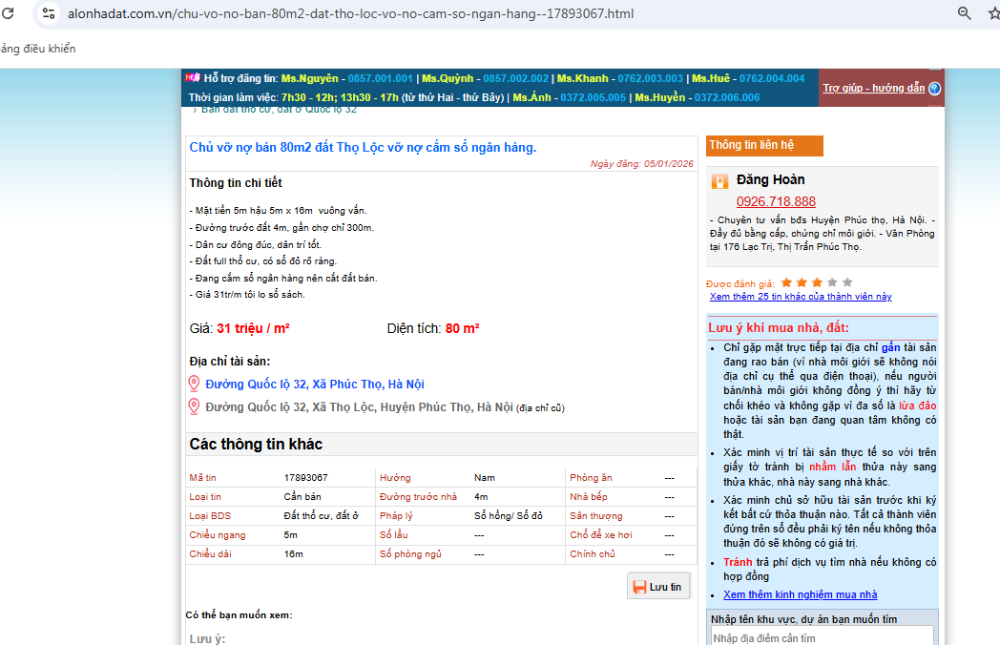 alonhadat.com.vn/chu-vo-no-ban-80m2-dat-tho-loc-vo-no-cam-so-ngan-hang--17893067.html
ảng điều khiển
Hỗ trợ đăng tin: Ms.Nguyên - 0857.001.001 | Ms.Quỳnh - 0857.002.002 | Ms.Khanh - 0762.003.003 | Ms.Huê - 0762.004.004
Thời gian làm việc: 7h30 - 12h; 13h30 - 17h (từ thứ Hai - thứ Bảy) | Ms.Ánh - 0372.005.005 | Ms.Huyền - 0372.006.006
Trợ giúp - hướng dẫn
› Bán đất thổ cư, đất ở Quốc lộ 32
Chủ vỡ nợ bán 80m2 đất Thọ Lộc vỡ nợ cắm sổ ngân hàng.
Ngày đăng: 05/01/2026
Thông tin chi tiết
- Mặt tiền 5m hậu 5m x 16m vuông vắn.
- Đường trước đất 4m, gần chợ chỉ 300m.
- Dân cư đông đúc, dân trí tốt.
- Đất full thổ cư, có sổ đỏ rõ ràng.
- Đang cắm sổ ngân hàng nên cắt đất bán.
- Giá 31tr/m tôi lo sổ sách.
Giá: 31 triệu / m²
Diện tích: 80 m²
Địa chỉ tài sản:
Đường Quốc lộ 32, Xã Phúc Thọ, Hà Nội
Đường Quốc lộ 32, Xã Thọ Lộc, Huyện Phúc Thọ, Hà Nội (địa chỉ cũ)
Các thông tin khác
Mã tin 17893067 Hướng Nam Phòng ăn ---
Loại tin Cần bán Đường trước nhà 4m Nhà bếp ---
Loại BDS Đất thổ cư, đất ở Pháp lý Sổ hồng/ Sổ đỏ Sân thượng ---
Chiều ngang 5m Số lầu --- Chổ để xe hơi ---
Chiều dài 16m Số phòng ngủ --- Chính chủ ---
Lưu tin
Có thể bạn muốn xem:
Lưu ý:
Thông tin liên hệ
Đăng Hoàn
0926.718.888
- Chuyên tư vấn bđs Huyện Phúc thọ, Hà Nội. -
Đầy đủ bằng cấp, chứng chỉ môi giới. - Văn Phòng
tại 176 Lạc Trị, Thị Trấn Phúc Thọ.
Được đánh giá:
Xem thêm 25 tin khác của thành viên này
Lưu ý khi mua nhà, đất:
• Chỉ gặp mặt trực tiếp tại địa chỉ gần tài sản
đang rao bán (vì nhà môi giới sẽ không nói
địa chỉ cụ thể qua điện thoại), nếu người
bán/nhà môi giới không đồng ý thì hãy từ
chối khéo và không gặp vì đa số là lừa đảo
hoặc tài sản bạn đang quan tâm không có
thật.
• Xác minh vị trí tài sản thực tế so với trên
giấy tờ tránh bị nhầm lẫn thửa này sang
thửa khác, nhà này sang nhà khác.
• Xác minh chủ sở hữu tài sản trước khi ký
kết bất cứ thỏa thuận nào. Tất cả thành viên
đứng trên sổ đều phải ký tên nếu không thỏa
thuận đó sẽ không có giá trị.
• Tránh trả phí dịch vụ tìm nhà nếu không có
hợp đồng
• Xem thêm kinh nghiệm mua nhà
Nhập tên khu vực, dự án bạn muốn tìm
Nhập địa điểm cần tìm